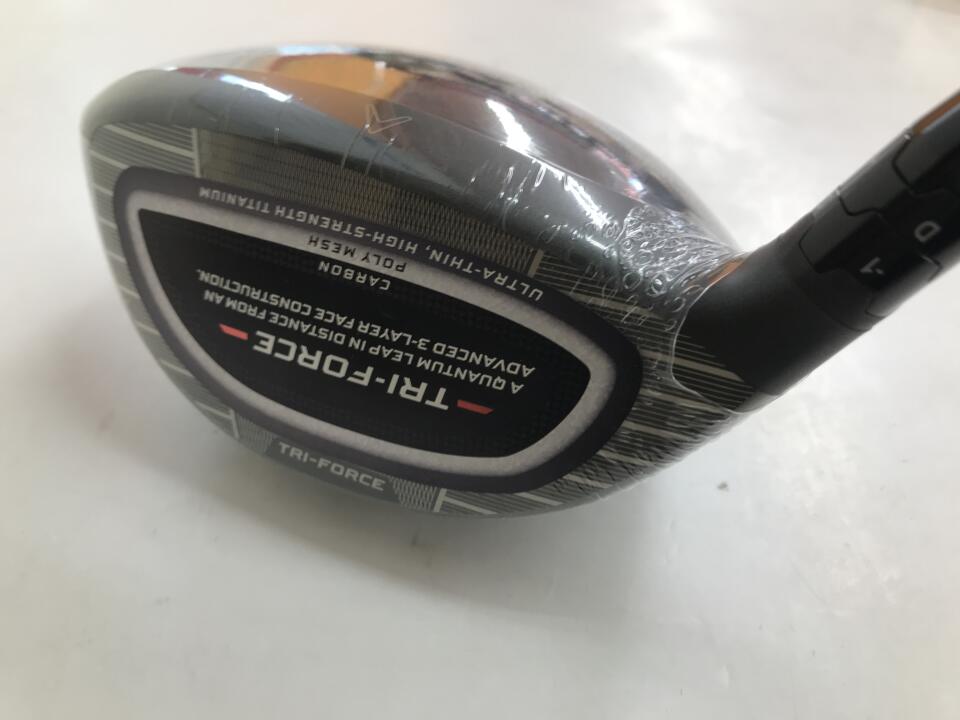 ULTRA-THIN, HIGH-STRENGTH TITANIUM
POLY MESH
CARBON
TRI-FORCE
A QUANTUM LEAP IN DISTANCE FROM AN
ADVANCED 3-LAYER FACE CONSTRUCTION.
TRI-FORCE
D
-1